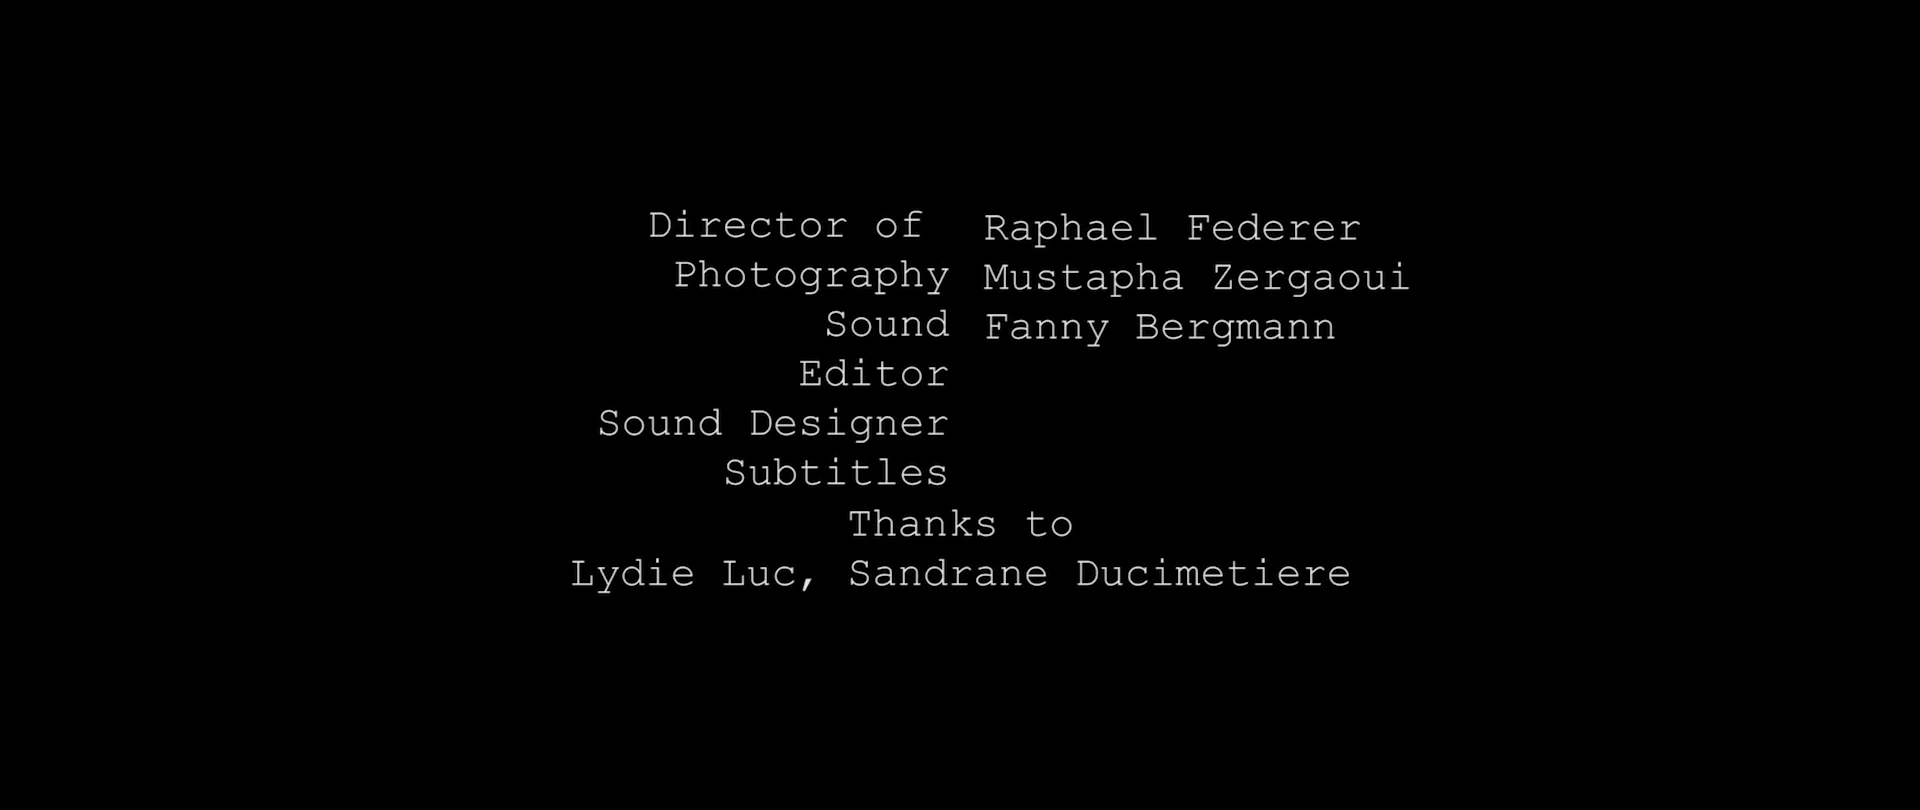 Director of Raphael Federer
Photography Mustapha Zergaoui
Sound Fanny Bergmann
Editor
Sound Designer
Subtitles
Thanks to
Lydie Luc, Sandrane Ducimetiere